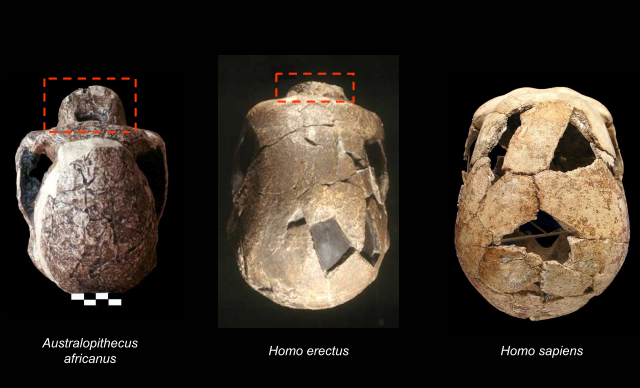 Australopithecus
africanus
Homo erectus
Homo sapiens